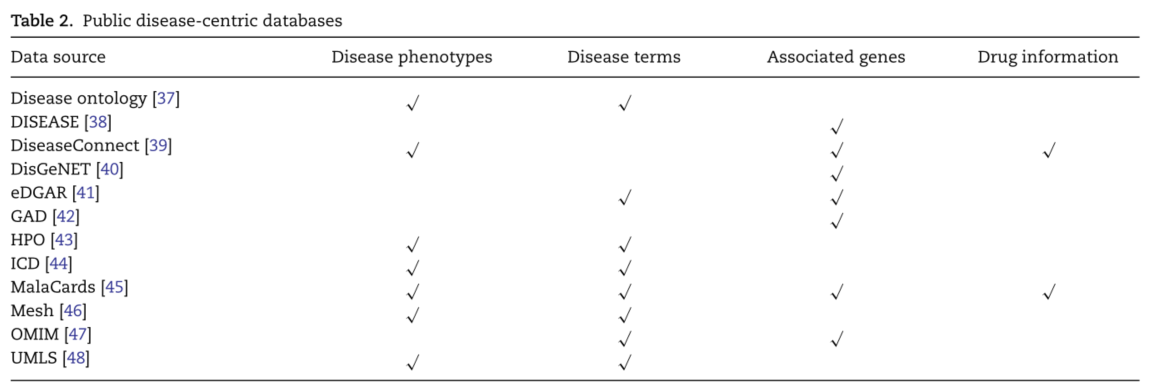 Table 2. Public disease-centric databases
Data source Disease phenotypes Disease terms Associated genes Drug information
Disease ontology [37] √ √
DISEASE [38] √
DiseaseConnect [39] √ √ √
DisGeNET [40] √
eDGAR [41] √ √
GAD [42] √
HPO [43] √ √
ICD [44] √ √
MalaCards [45] √ √ √ √
Mesh [46] √ √
OMIM [47] √ √
UMLS [48] √ √